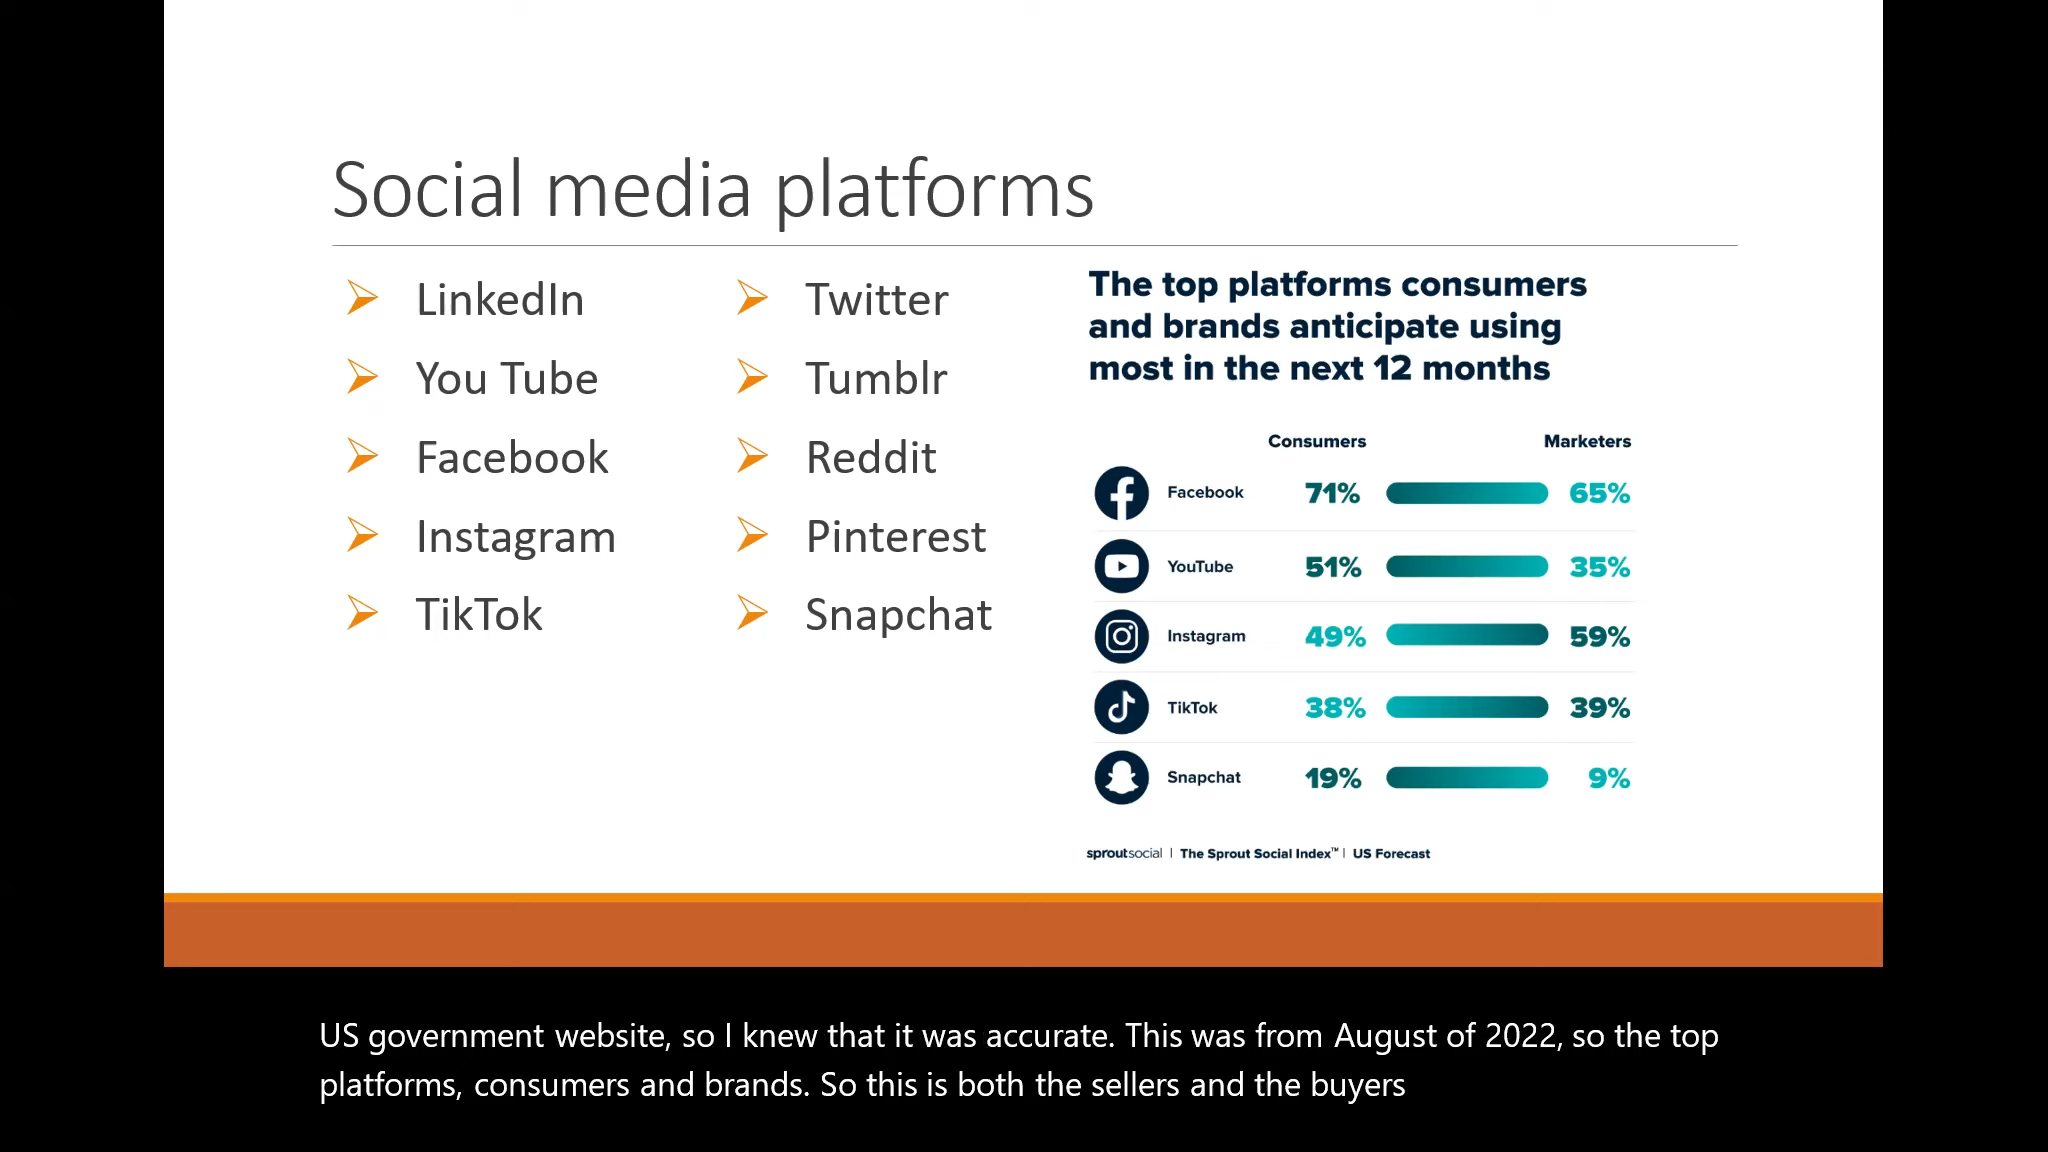 Social media platforms
LinkedIn
You Tube
Facebook
Instagram
TikTok
Twitter
Tumblr
Reddit
Pinterest
Snapchat
The top platforms consumers
and brands anticipate using
most in the next 12 months
Consumers Marketers
Facebook 71% 65%
YouTube 51% 35%
Instagram 49% 59%
TikTok 38% 39%
Snapchat 19% 9%
sproutsocial | The Sprout Social Index™ | US Forecast
US government website, so I knew that it was accurate. This was from August of 2022, so the top
platforms, consumers and brands. So this is both the sellers and the buyers